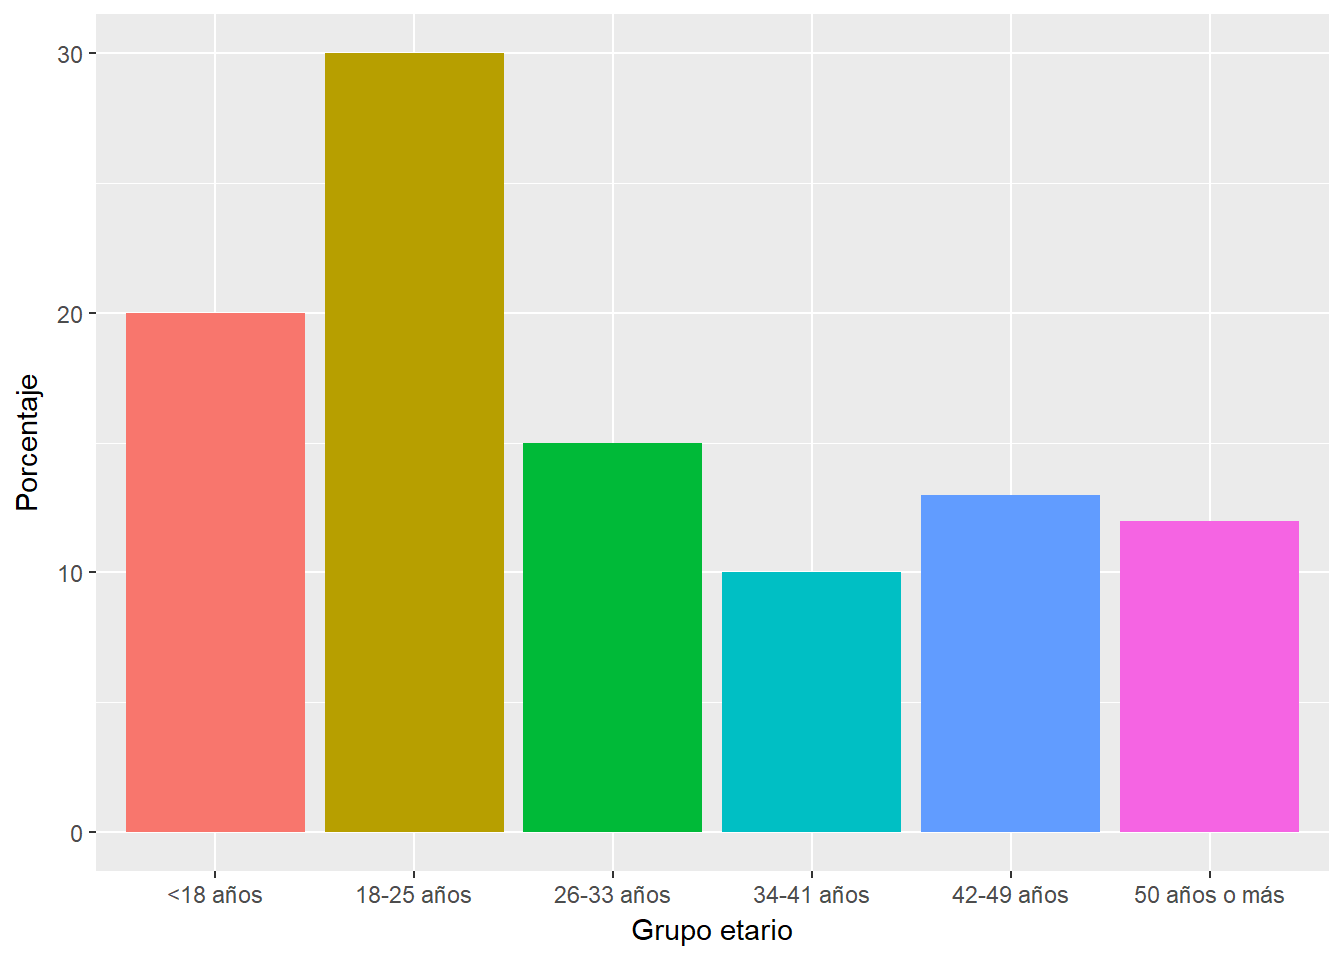 30
20
10
0
Porcentaje
<18 años
18-25 años
26-33 años
34-41 años
42-49 años
50 años o más
Grupo etario